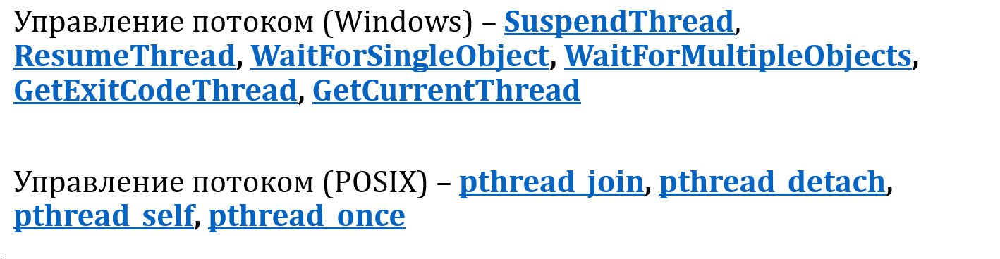 Управление потоком (Windows) – SuspendThread,
ResumeThread, WaitForSingleObject, WaitForMultipleObjects,
GetExitCodeThread, GetCurrentThread
Управление потоком (POSIX) – pthread_join, pthread_detach,
pthread_self, pthread_once